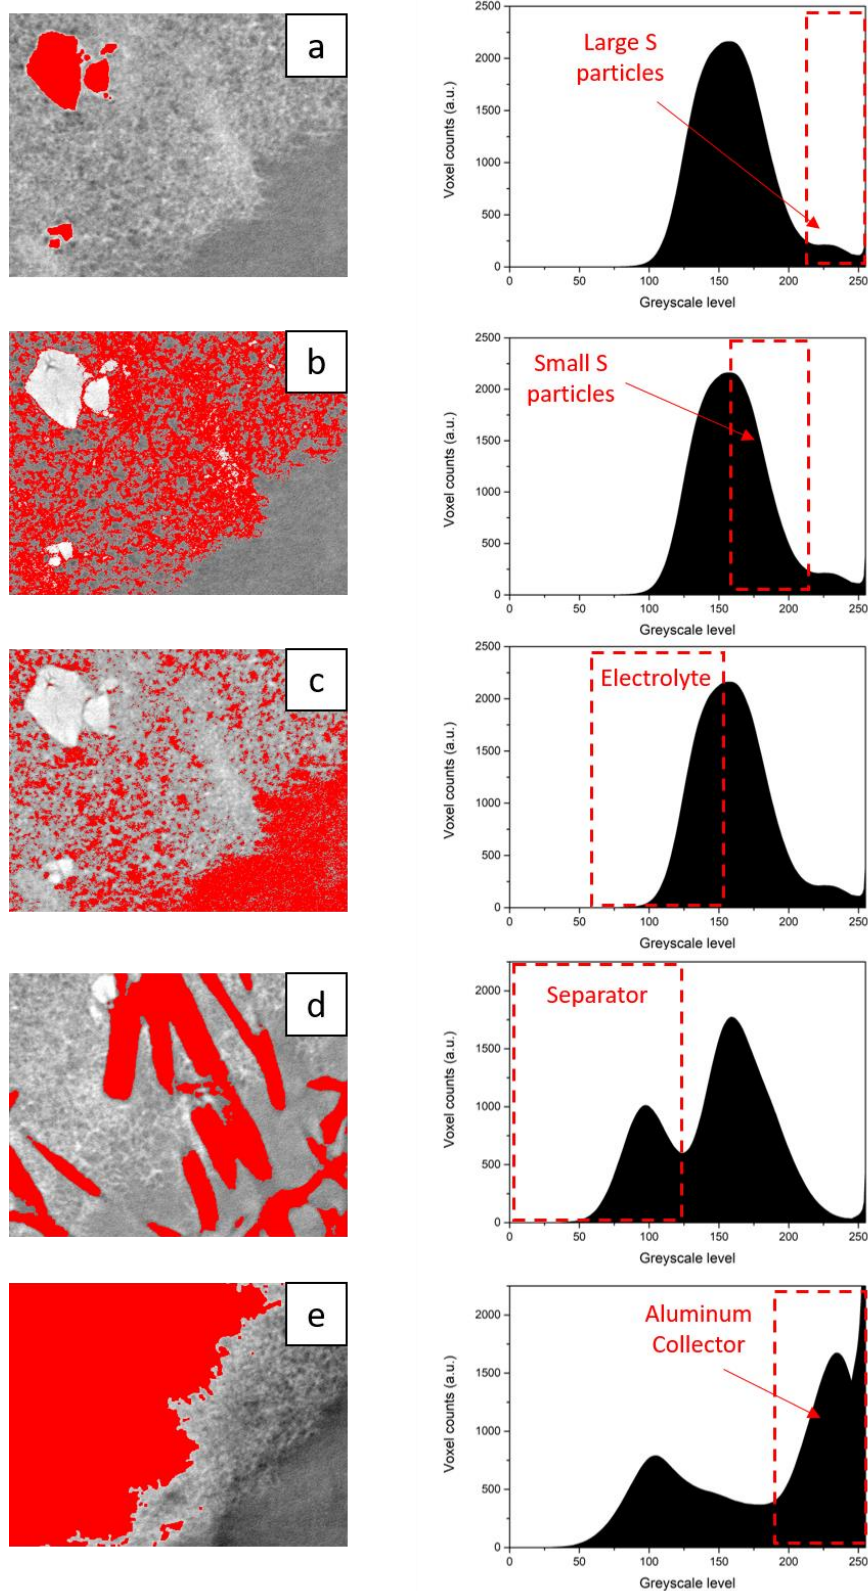 a
2500
2000
1500
1000
500
0
Voxel counts (a.u.)
Large S
particles
0 50 100 150 200 250
Greyscale level
b
2500
2000
1500
1000
500
0
Voxel counts (a.u.)
Small S
particles
0 50 100 150 200 250
Greyscale level
c
2500
2000
1500
1000
500
0
Voxel counts (a.u.)
Electrolyte
0 50 100 150 200 250
Greyscale level
d
2000
1500
1000
500
0
Voxel counts (a.u.)
Separator
0 50 100 150 200 250
Greyscale level
e
2000
1500
1000
500
0
Voxel counts (a.u.)
Aluminum
Collector
0 50 100 150 200 250
Greyscale level